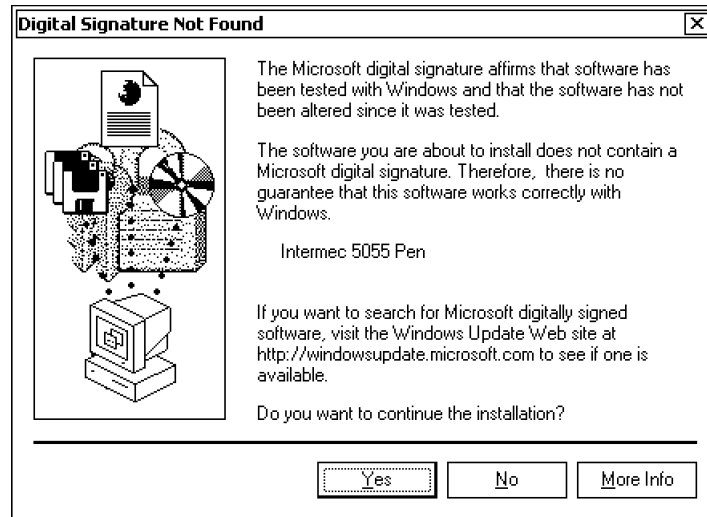 Digital Signature Not Found
The Microsoft digital signature affirms that software has
been tested with Windows and that the software has not
been altered since it was tested.
The software you are about to install does not contain a
Microsoft digital signature. Therefore,  there is no
guarantee that this software works correctly with
Windows.
Intermec 5055 Pen
If you want to search for Microsoft digitally signed
software, visit the Windows Update Web site at
http://windowsupdate.microsoft.com to see if one is
available.
Do you want to continue the installation?
Yes
No
More Info